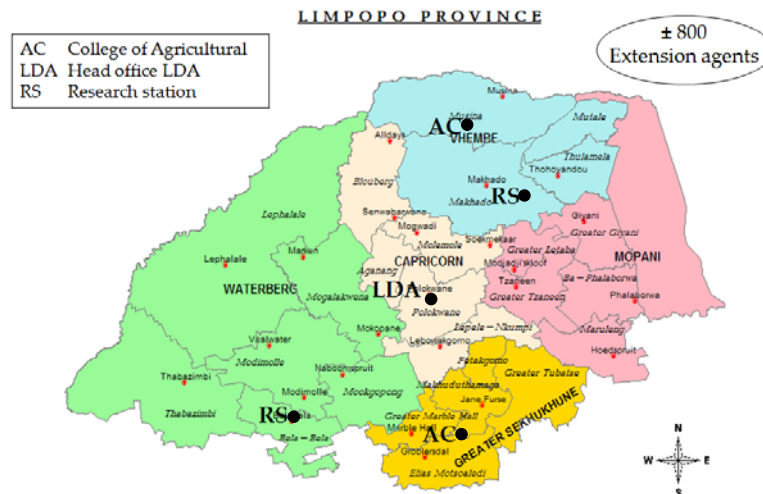 LIMPOPO PROVINCE
AC College of Agricultural
LDA Head office LDA
RS Research station
± 800
Extension agents
Musina
AC
Musina
VHEMBE
Mutale
Alldays
Thulamela
Thohoyandou
Blouberg
Makhado
RS
Makhado
Senwabarwana
Giyani
Lephalale
Mogwadi
Greater Giyani
Molemole
Soekmekaar
Greater Letaba
MOPANI
Lephalale
Marken
CAPRICORN
Modjadji skloof
Aganang
Tzaneen
Ba-Phalaborwa
WATERBERG
LDA
Polokwane
Greater Tzaneen
Phalaborwa
Mogalakwena
Polokwane
Lepele-Nkumpi
Maruleng
Mokopane
Lebowakgomo
Vaalwater
Hoedspruit
Modimolle
Fetakgomo
Greater Tubatse
Thabazimbi
Naboomspruit
Makhuduthamaga
Mookgopong
Modimolle
Jane Furse
Thabazimbi
RS
Greater Marble Hall
Marble Hall
AC
GREATER SEKHUKHUNE
Bela-Bela
Groblersdal
Elias Motsoaledi
N
W
E
S